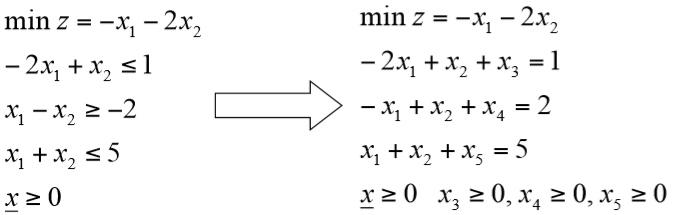 min z = −x₁ − 2x₂
− 2x₁ + x₂ ≤ 1
x₁ − x₂ ≥ −2
x₁ + x₂ ≤ 5
x ≥ 0
min z = −x₁ − 2x₂
− 2x₁ + x₂ + x₃ = 1
− x₁ + x₂ + x₄ = 2
x₁ + x₂ + x₅ = 5
x ≥ 0 x₃ ≥ 0, x₄ ≥ 0, x₅ ≥ 0